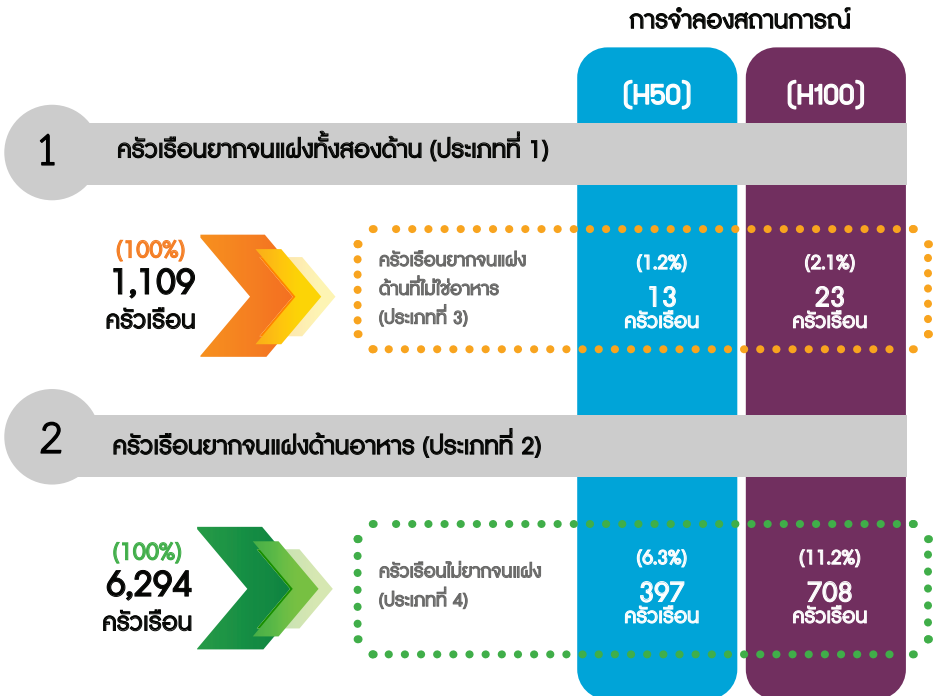 การจำลองสถานการณ์
(H50)
(H100)
1
ครัวเรือนยากจนแฝงทั้งสองด้าน (ประเภทที่ 1)
(100%)
1,109
ครัวเรือน
ครัวเรือนยากจนแฝง
ด้านที่ไม่ใช่อาหาร
(ประเภทที่ 3)
(1.2%)
13
ครัวเรือน
(2.1%)
23
ครัวเรือน
2
ครัวเรือนยากจนแฝงด้านอาหาร (ประเภทที่ 2)
(100%)
6,294
ครัวเรือน
ครัวเรือนไม่ยากจนแฝง
(ประเภทที่ 4)
(6.3%)
397
ครัวเรือน
(11.2%)
708
ครัวเรือน